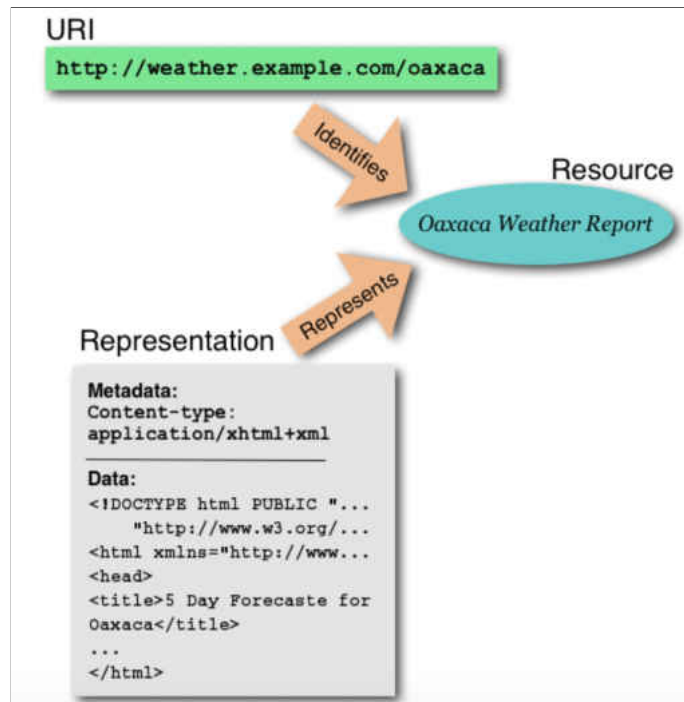 URI
http://weather.example.com/oaxaca
Identifies
Resource
Oaxaca Weather Report
Represents
Representation
Metadata:
Content-type:
application/xhtml+xml
Data:
<!DOCTYPE html PUBLIC "...
"http://www.w3.org/...
<html xmlns="http://www...
<head>
<title>5 Day Forecaste for
Oaxaca</title>
...
</html>